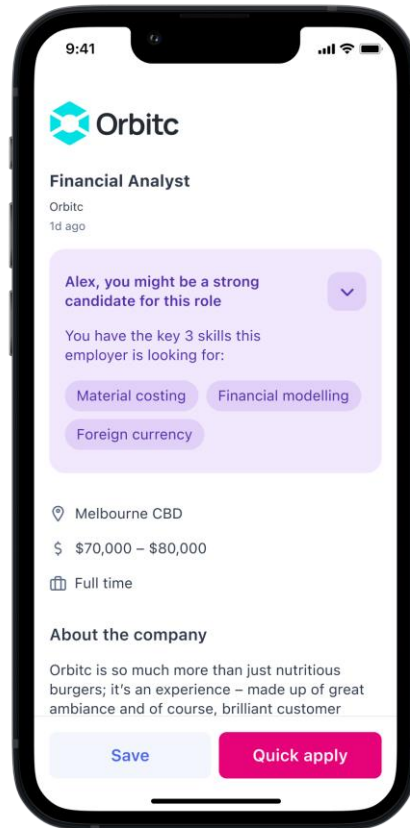 9:41
Orbitc
Financial Analyst
Orbitc
1d ago
Alex, you might be a strong
candidate for this role
You have the key 3 skills this
employer is looking for:
Material costing Financial modelling
Foreign currency
Melbourne CBD
$ $70,000 – $80,000
Full time
About the company
Orbitc is so much more than just nutritious
burgers; it's an experience – made up of great
ambiance and of course, brilliant customer
Save Quick apply